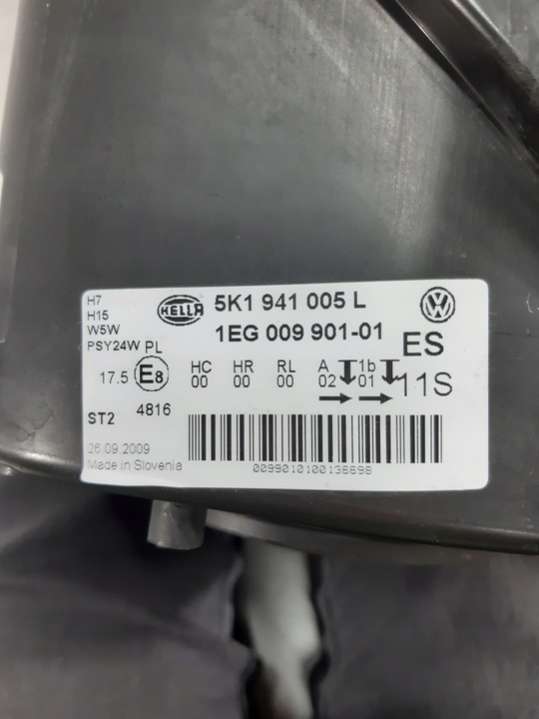 H7
H15
W5W
PSY24W PL
HELLA
5K1 941 005 L
1EG 009 901-01
VW
ES
11S
17.5 E8
HC HR RL A 1b
00 00 00 02 01
ST2 4816
26.09.2009
Made in Slovenia